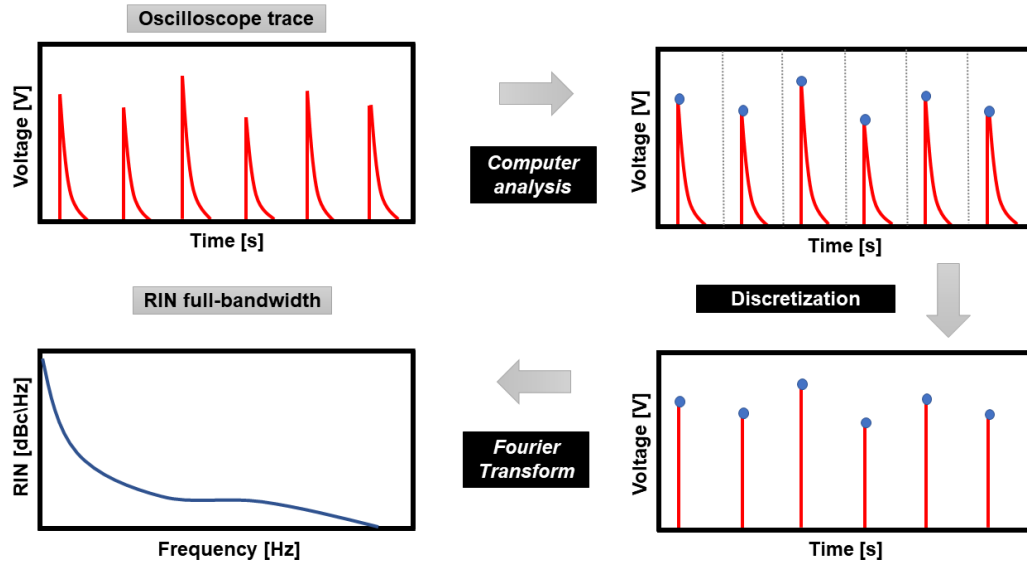 Oscilloscope trace
Voltage [V]
Time [s]
Computer
analysis
Voltage [V]
Time [s]
Discretization
Voltage [V]
Time [s]
Fourier
Transform
RIN full-bandwidth
RIN [dBc\Hz]
Frequency [Hz]